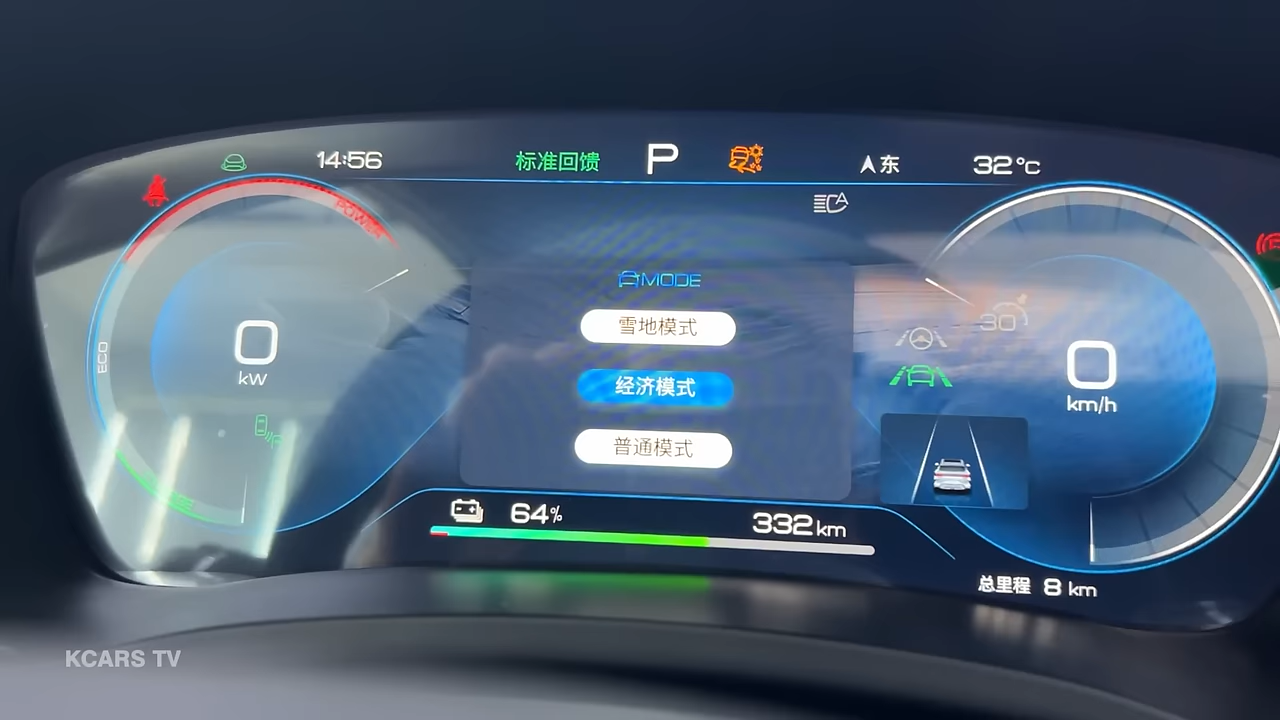 14:56
标准回馈
P
东
32°C
POWER
ECO
0
kW
MODE
雪地模式
经济模式
普通模式
30
0
km/h
64%
332km
总里程 8 km
KCARS TV